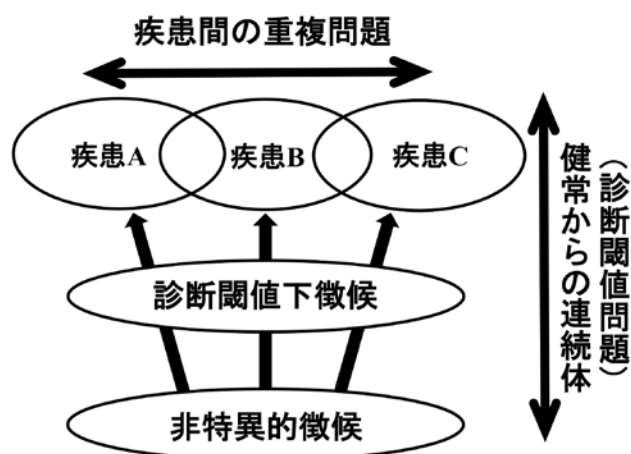 疾患間の重複問題
疾患A
疾患B
疾患C
診断閾値下徴候
非特異的徴候
（診断閾値問題）
健常からの連続体